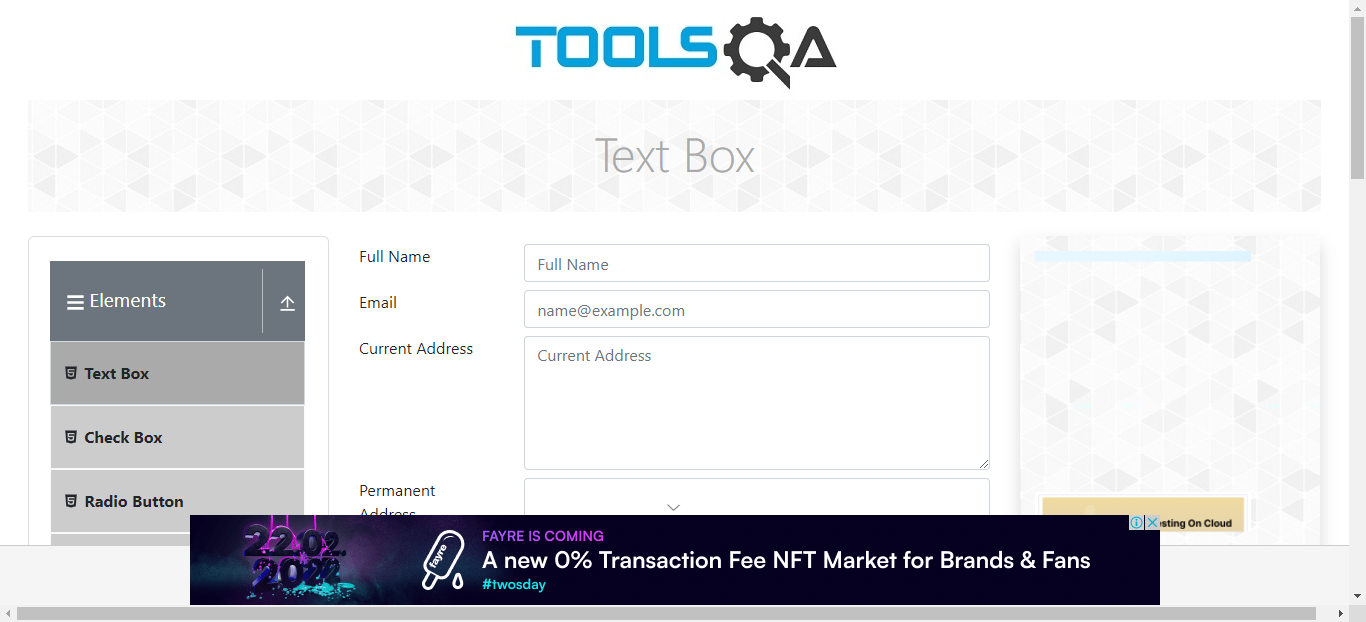 TOOLSQA
Text Box
Elements
Text Box
Check Box
Radio Button
Full Name
Full Name
Email
name@example.com
Current Address
Current Address
Permanent
Address
esting On Cloud
22.02.
2022
fayre
FAYRE IS COMING
A new 0% Transaction Fee NFT Market for Brands & Fans
#twosday